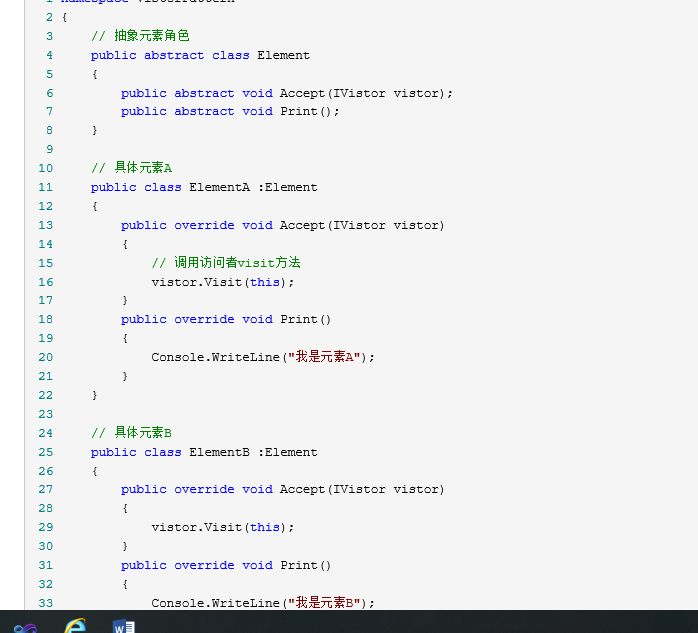 2 {
3 // 抽象元素角色
4 public abstract class Element
5 {
6 public abstract void Accept(IVistor vistor);
7 public abstract void Print();
8 }
9
10 // 具体元素A
11 public class ElementA :Element
12 {
13 public override void Accept(IVistor vistor)
14 {
15 // 调用访问者visit方法
16 vistor.Visit(this);
17 }
18 public override void Print()
19 {
20 Console.WriteLine("我是元素A");
21 }
22 }
23
24 // 具体元素B
25 public class ElementB :Element
26 {
27 public override void Accept(IVistor vistor)
28 {
29 vistor.Visit(this);
30 }
31 public override void Print()
32 {
33 Console.WriteLine("我是元素B");